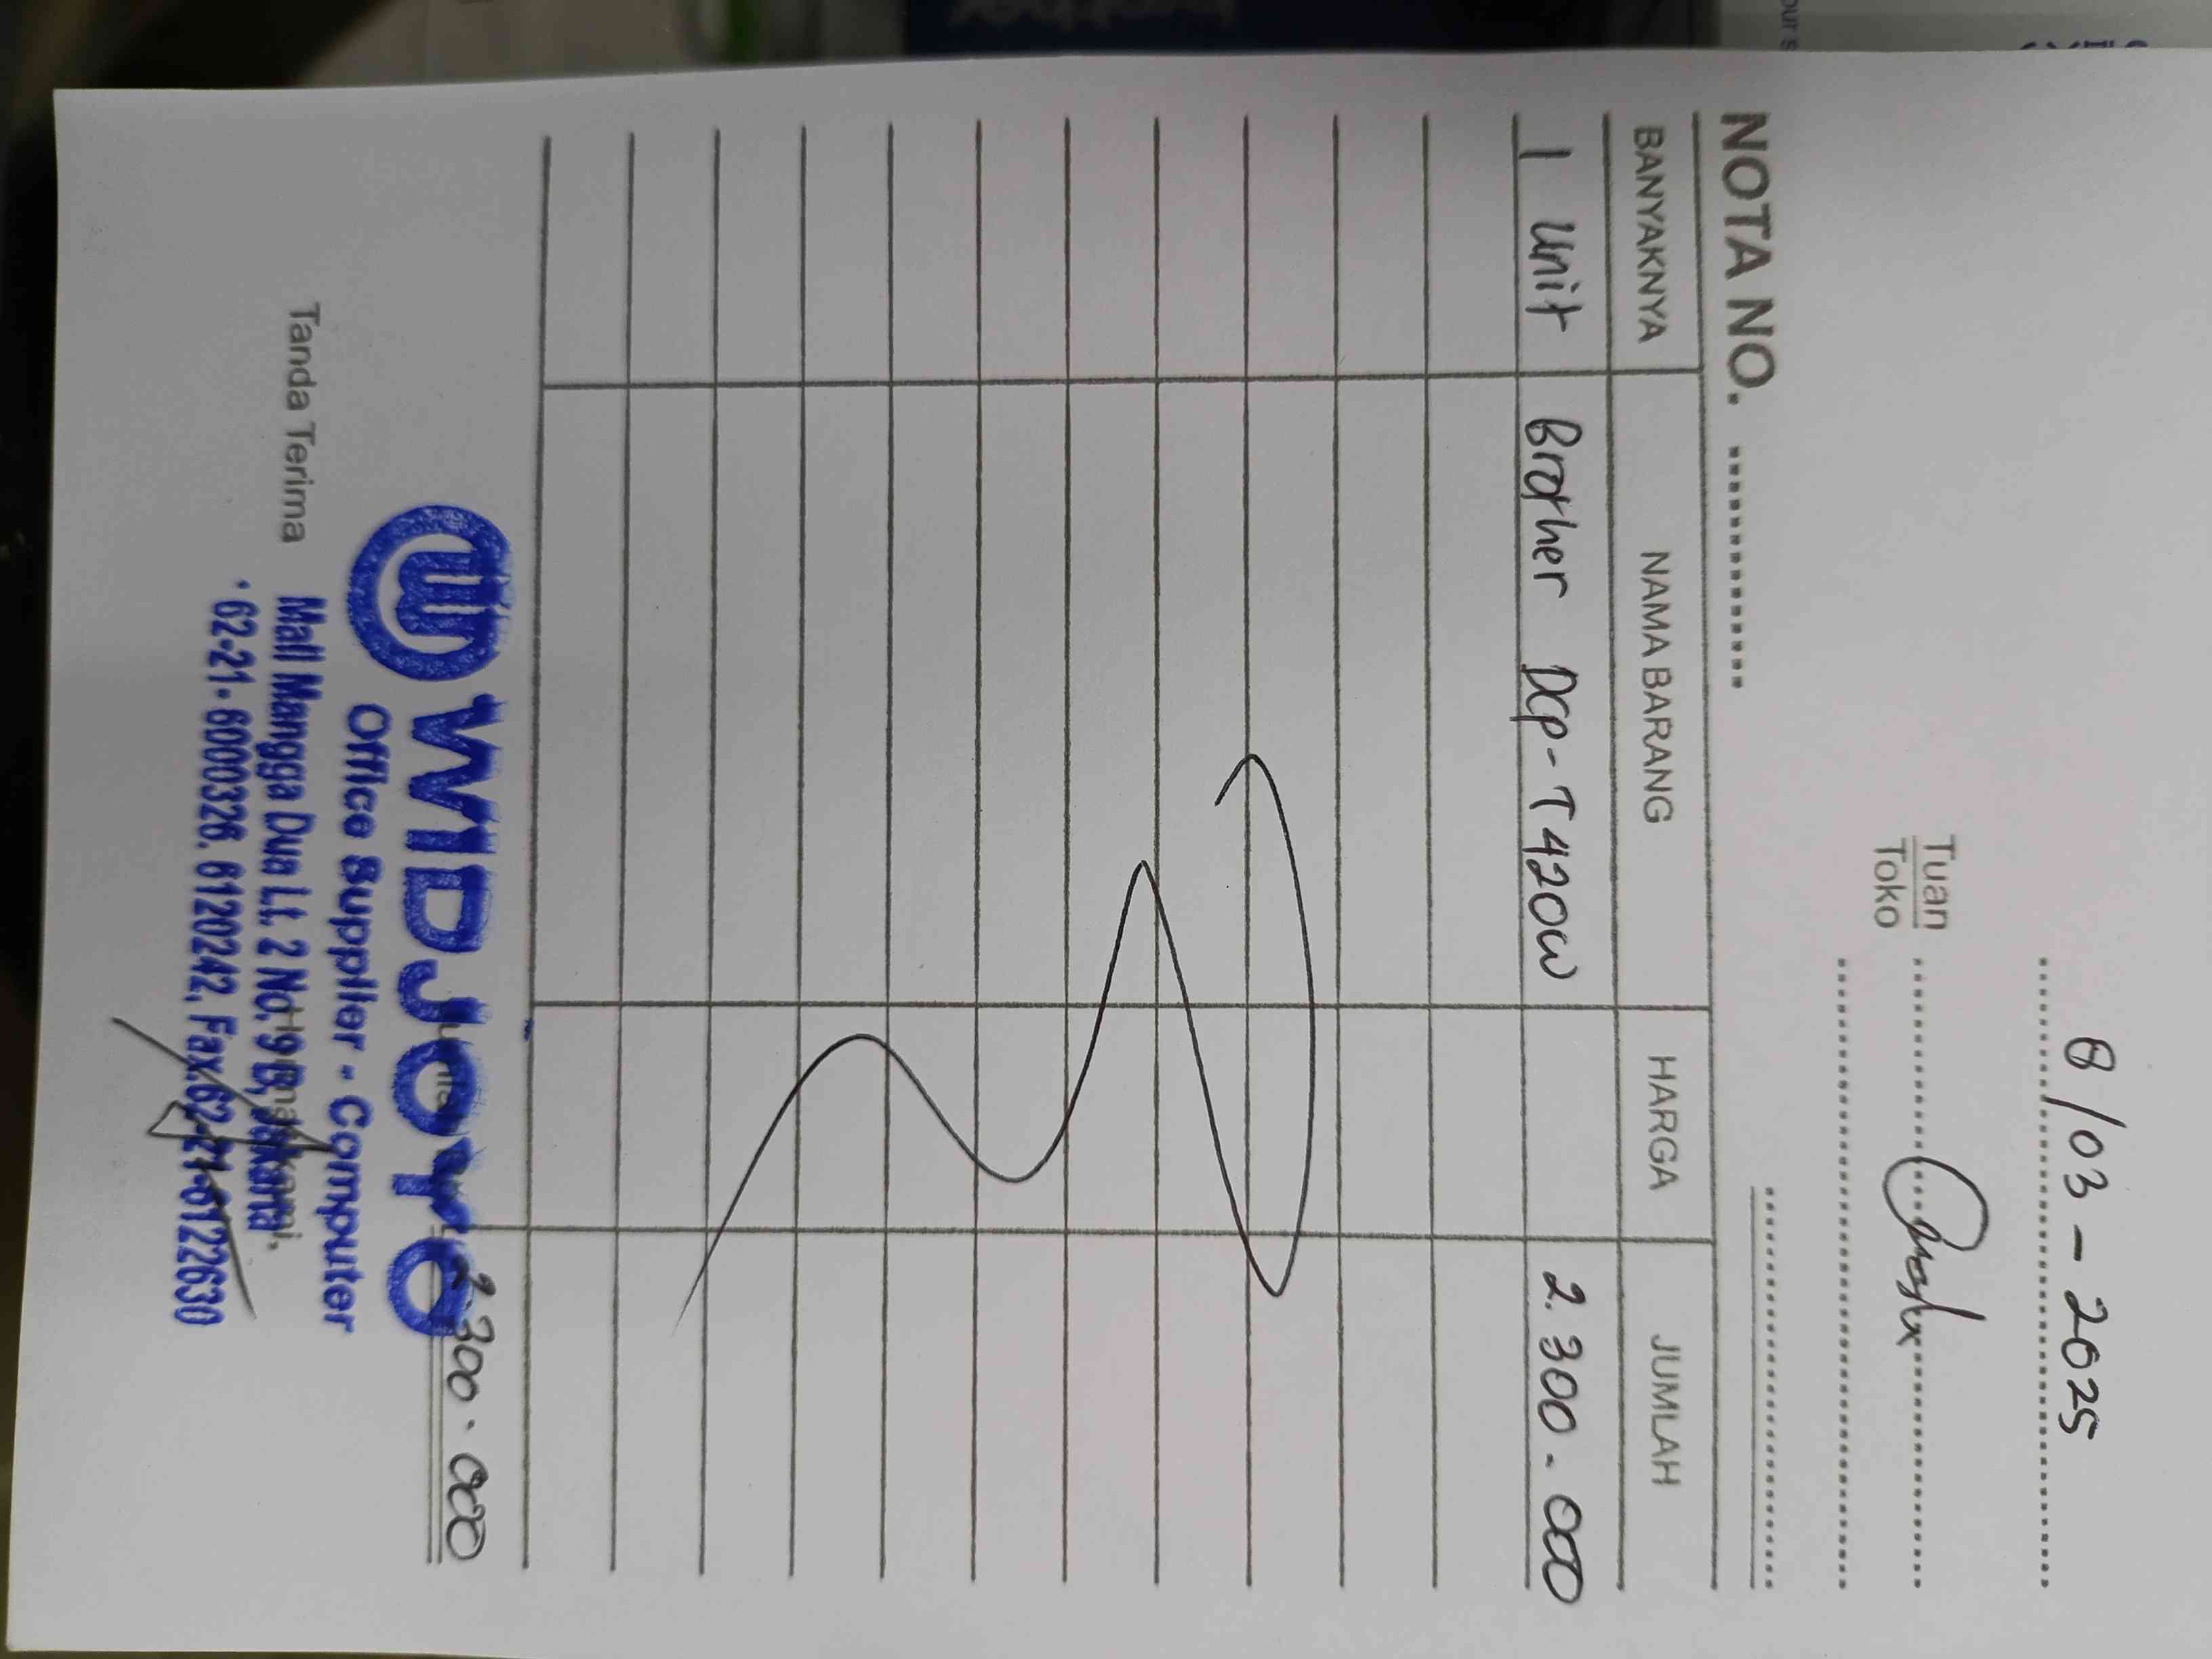 8/03-2025
Tuan
Toko
NOTA NO.
BANYAKNYA NAMA BARANG HARGA JUMLAH
1 Unit Brother DCP-T420W 2.300.000
2.300.000
WIDJOYO
Office Supplier - Computer
Tanda Terima
Mall Mangga Dua Lt. 2 No. 9 B, Jakarta
62-21-6000326, 6120242, Fax.62-21-6122630